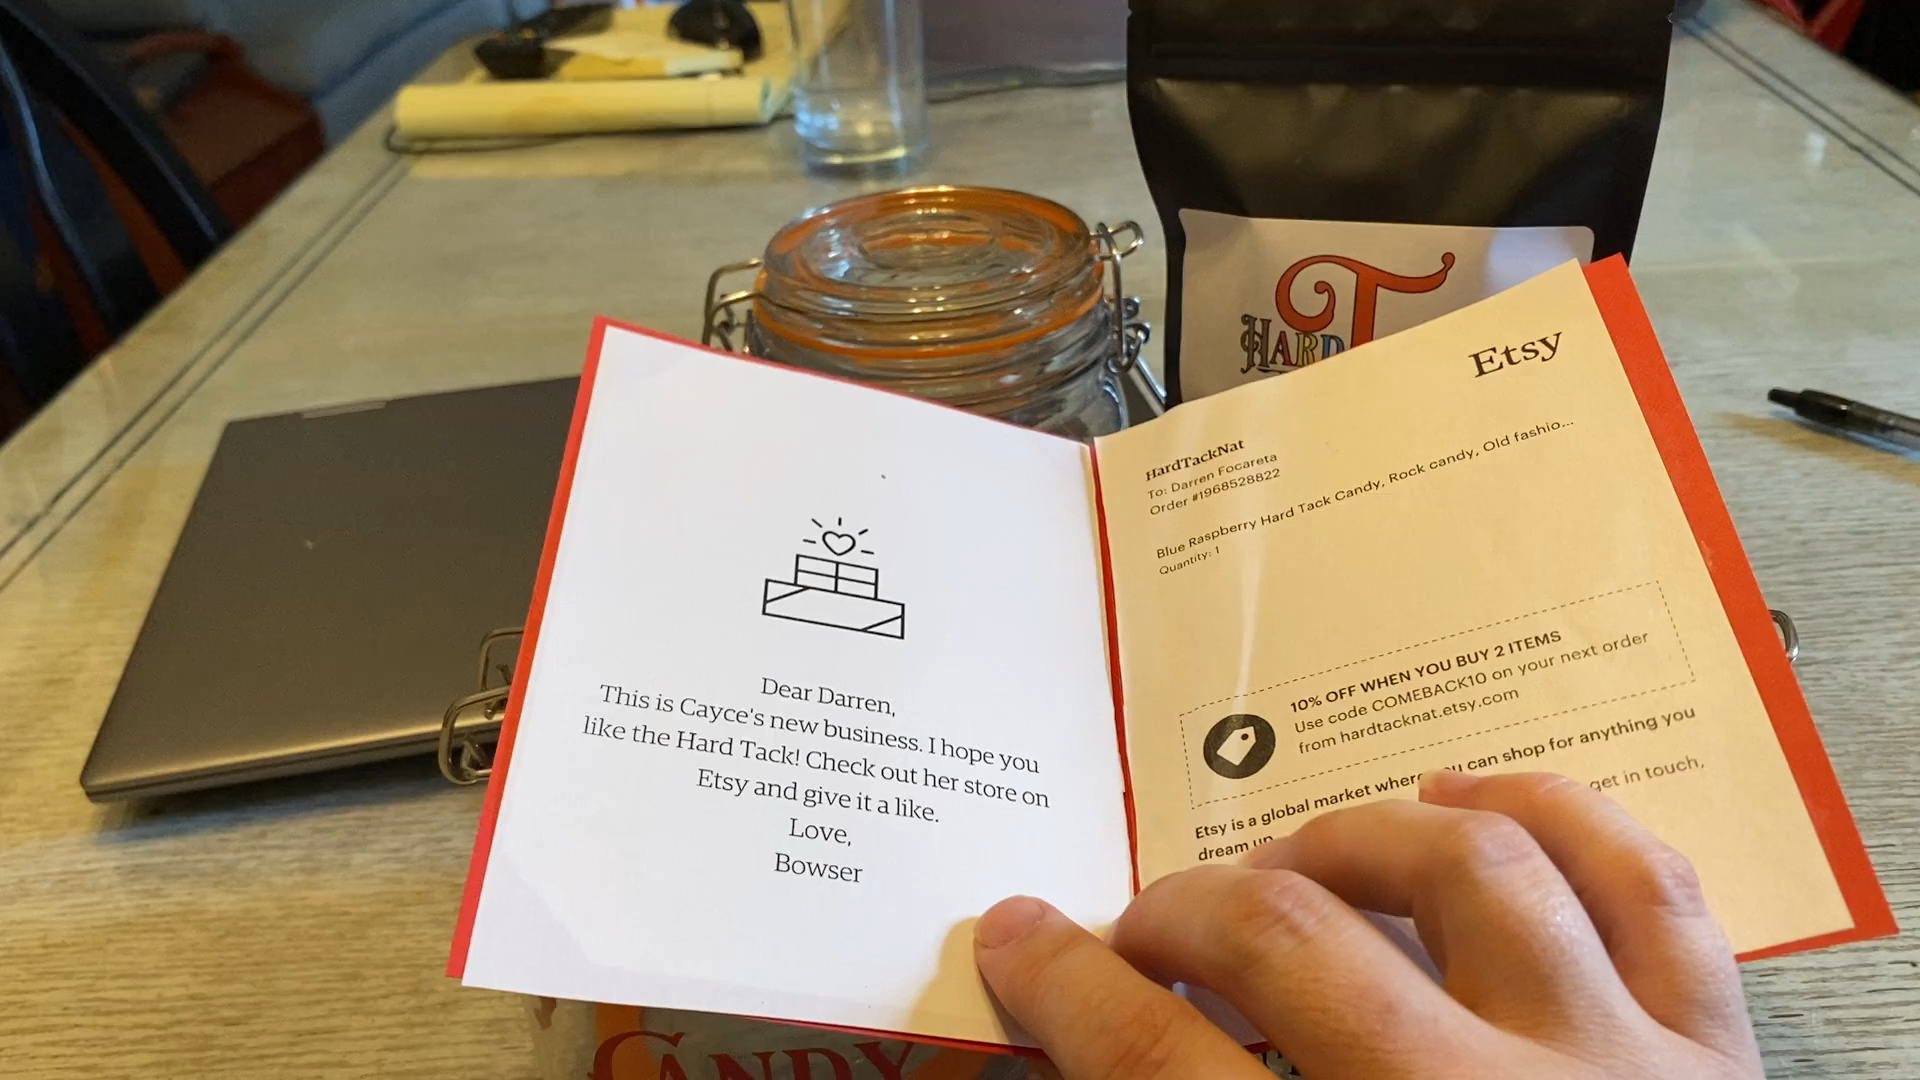 Dear Darren,
This is Cayce's new business. I hope you
like the Hard Tack! Check out her store on
Etsy and give it a like.
Love,
Bowser
HARD T
Etsy
HardTackNat
To: Darren Focareta
Order #1968528822
Blue Raspberry Hard Tack Candy, Rock candy, Old fashio...
Quantity: 1
10% OFF WHEN YOU BUY 2 ITEMS
Use code COMEBACK10 on your next order
from hardtacknat.etsy.com
Etsy is a global market where you can shop for anything you
dream up
get in touch,
CANDY